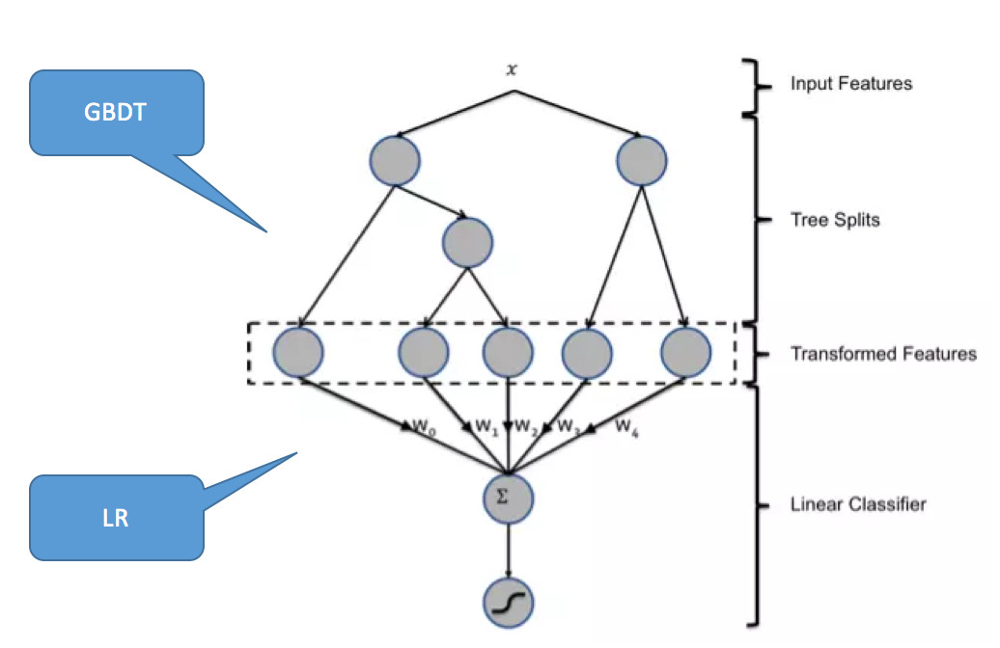 x
Input Features
GBDT
Tree Splits
Transformed Features
W0 W1 W2 W3 W4
Σ
Linear Classifier
LR